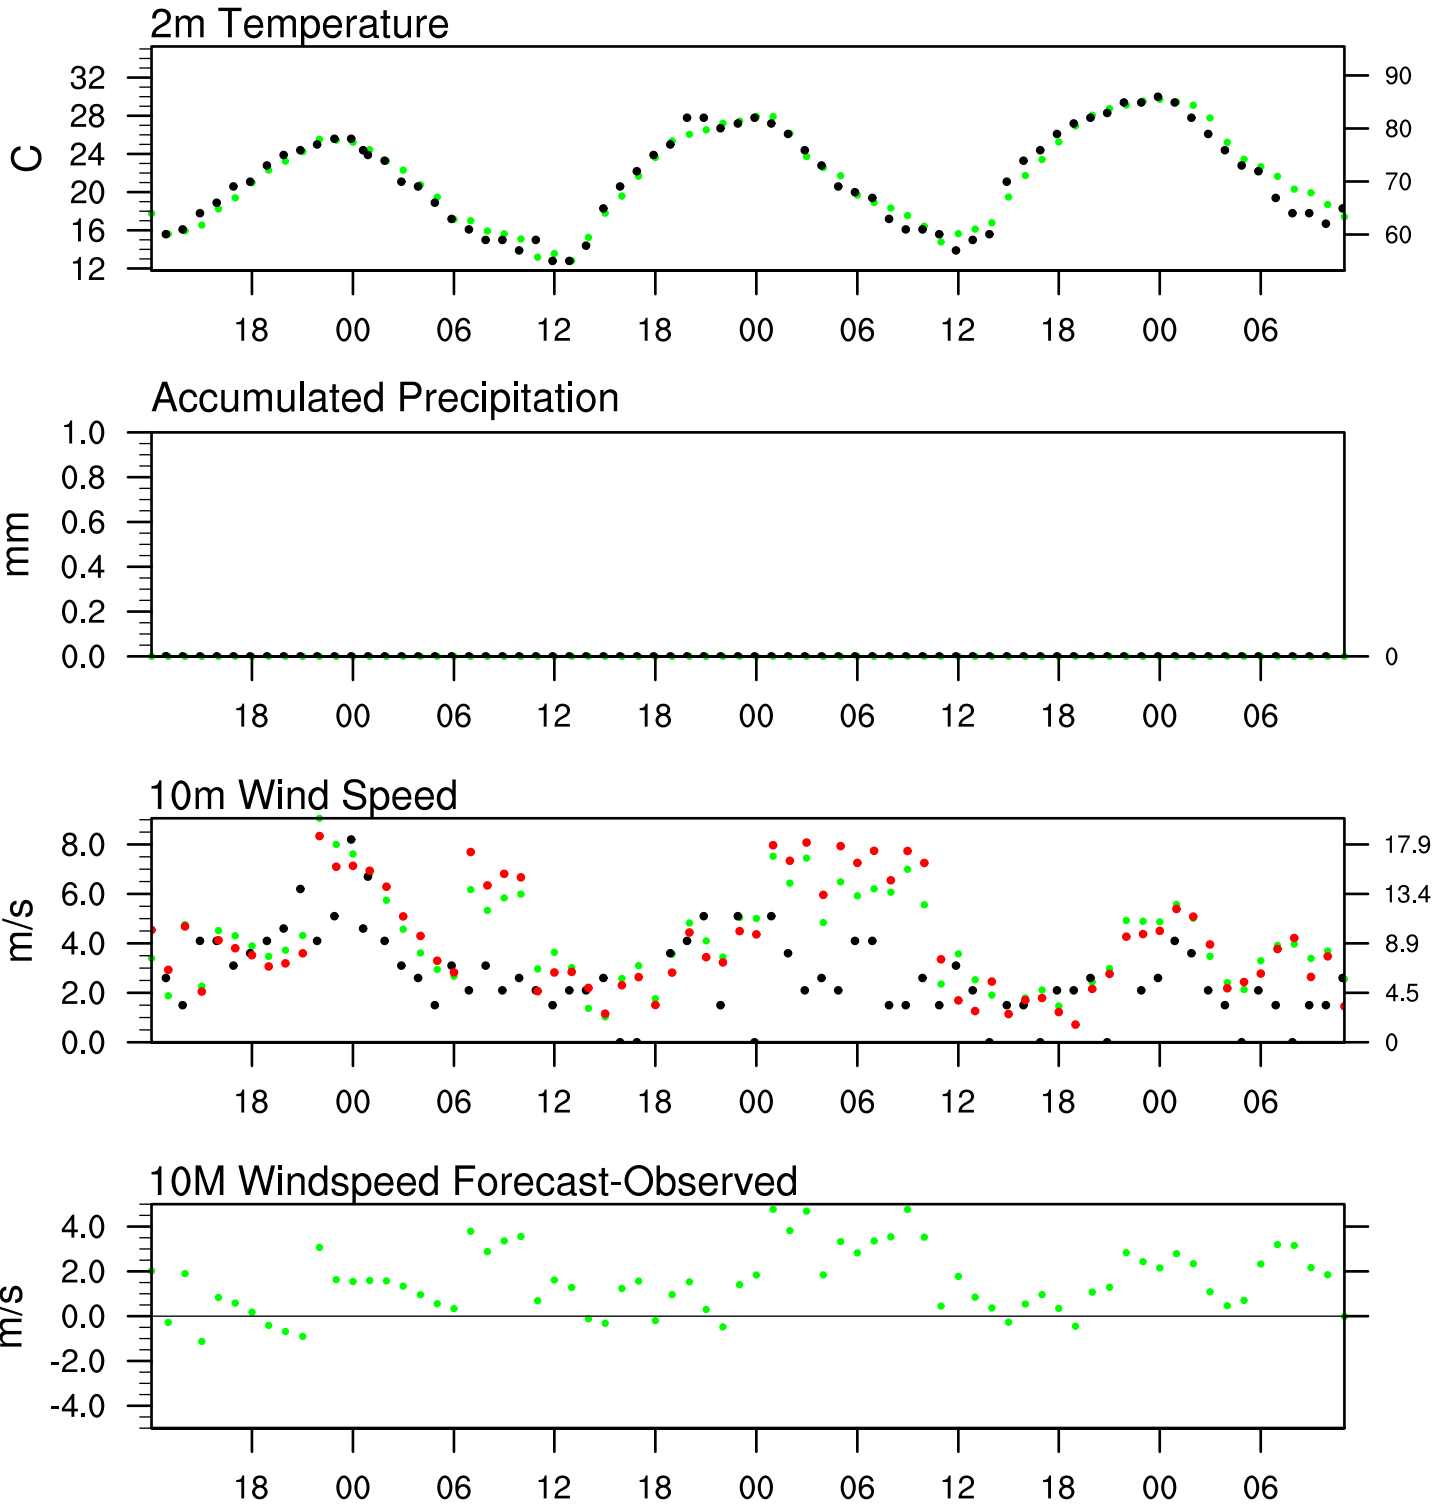 2m Temperature
32
28
24
20
16
12
C
90
80
70
60
18 00 06 12 18 00 06 12 18 00 06
Accumulated Precipitation
1.0
0.8
0.6
0.4
0.2
0.0
mm
0
18 00 06 12 18 00 06 12 18 00 06
10m Wind Speed
8.0
6.0
4.0
2.0
0.0
m/s
17.9
13.4
8.9
4.5
0
18 00 06 12 18 00 06 12 18 00 06
10M Windspeed Forecast-Observed
4.0
2.0
0.0
-2.0
-4.0
m/s
18 00 06 12 18 00 06 12 18 00 06